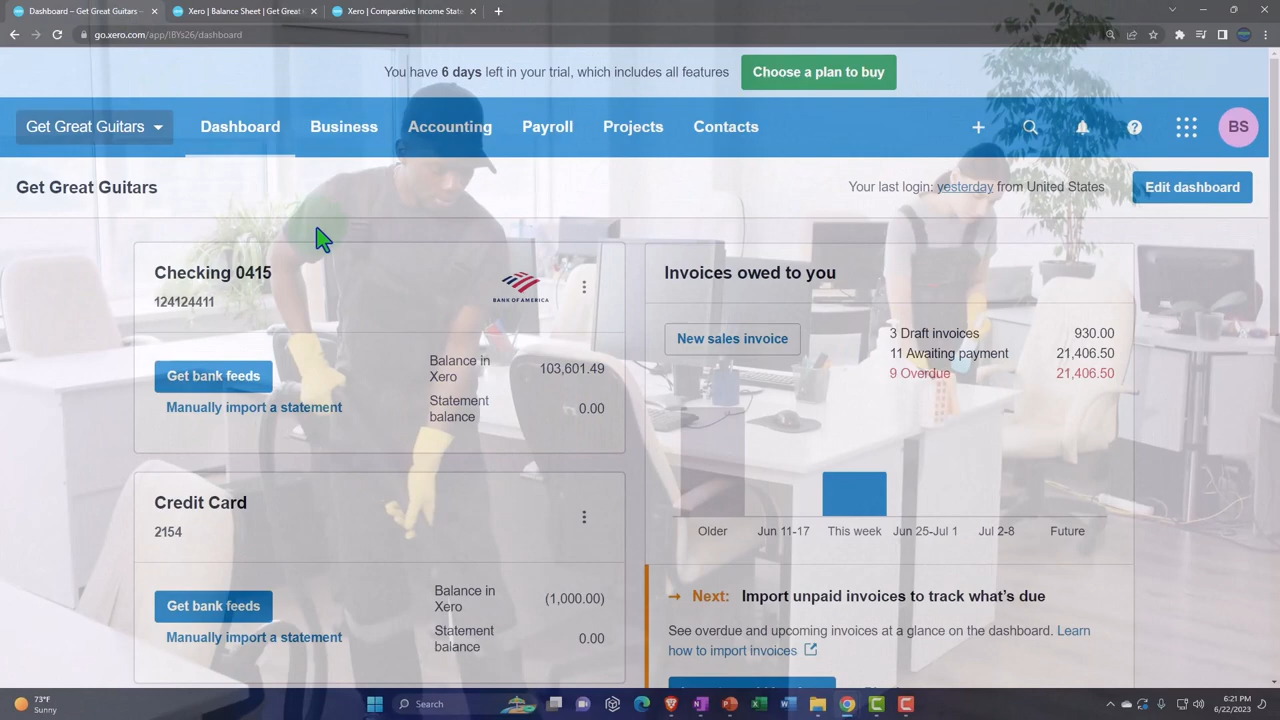 Dashboard – Get Great Guitars –
Xero | Balance Sheet | Get Great
Xero | Comparative Income State
go.xero.com/app/!BYs26/dashboard
You have 6 days left in your trial, which includes all features
Choose a plan to buy
Get Great Guitars
Dashboard
Business
Accounting
Payroll
Projects
Contacts
BS
Get Great Guitars
Your last login: yesterday from United States
Edit dashboard
Checking 0415
124124411
BANK OF AMERICA
Get bank feeds
Manually import a statement
Balance in
Xero
103,601.49
Statement
balance
0.00
Credit Card
2154
Get bank feeds
Manually import a statement
Balance in
Xero
(1,000.00)
Statement
balance
0.00
Invoices owed to you
New sales invoice
3 Draft invoices 930.00
11 Awaiting payment 21,406.50
9 Overdue 21,406.50
Older Jun 11-17 This week Jun 25-Jul 1 Jul 2-8 Future
Next: Import unpaid invoices to track what's due
See overdue and upcoming invoices at a glance on the dashboard. Learn
how to import invoices
73°F
Sunny
Search
6:21 PM
6/22/2023